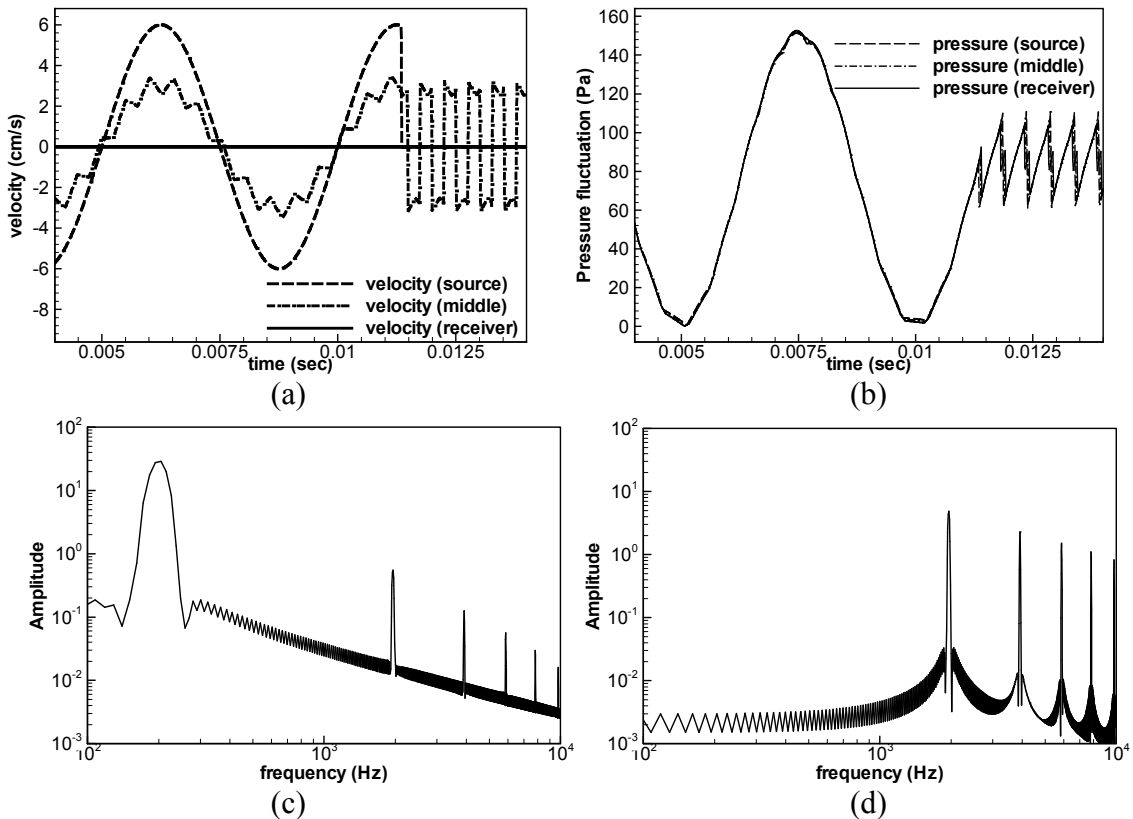 6
4
2
0
-2
-4
-6
-8
velocity (cm/s)
velocity (source)
velocity (middle)
velocity (receiver)
0.005 0.0075 0.01 0.0125
time (sec)
(a)
160
140
120
100
80
60
40
20
0
Pressure fluctuation (Pa)
pressure (source)
pressure (middle)
pressure (receiver)
0.005 0.0075 0.01 0.0125
time (sec)
(b)
10^2
10^1
10^0
10^-1
10^-2
10^-3
Amplitude
10^2 10^3 10^4
frequency (Hz)
(c)
10^2
10^1
10^0
10^-1
10^-2
10^-3
Amplitude
10^2 10^3 10^4
frequency (Hz)
(d)